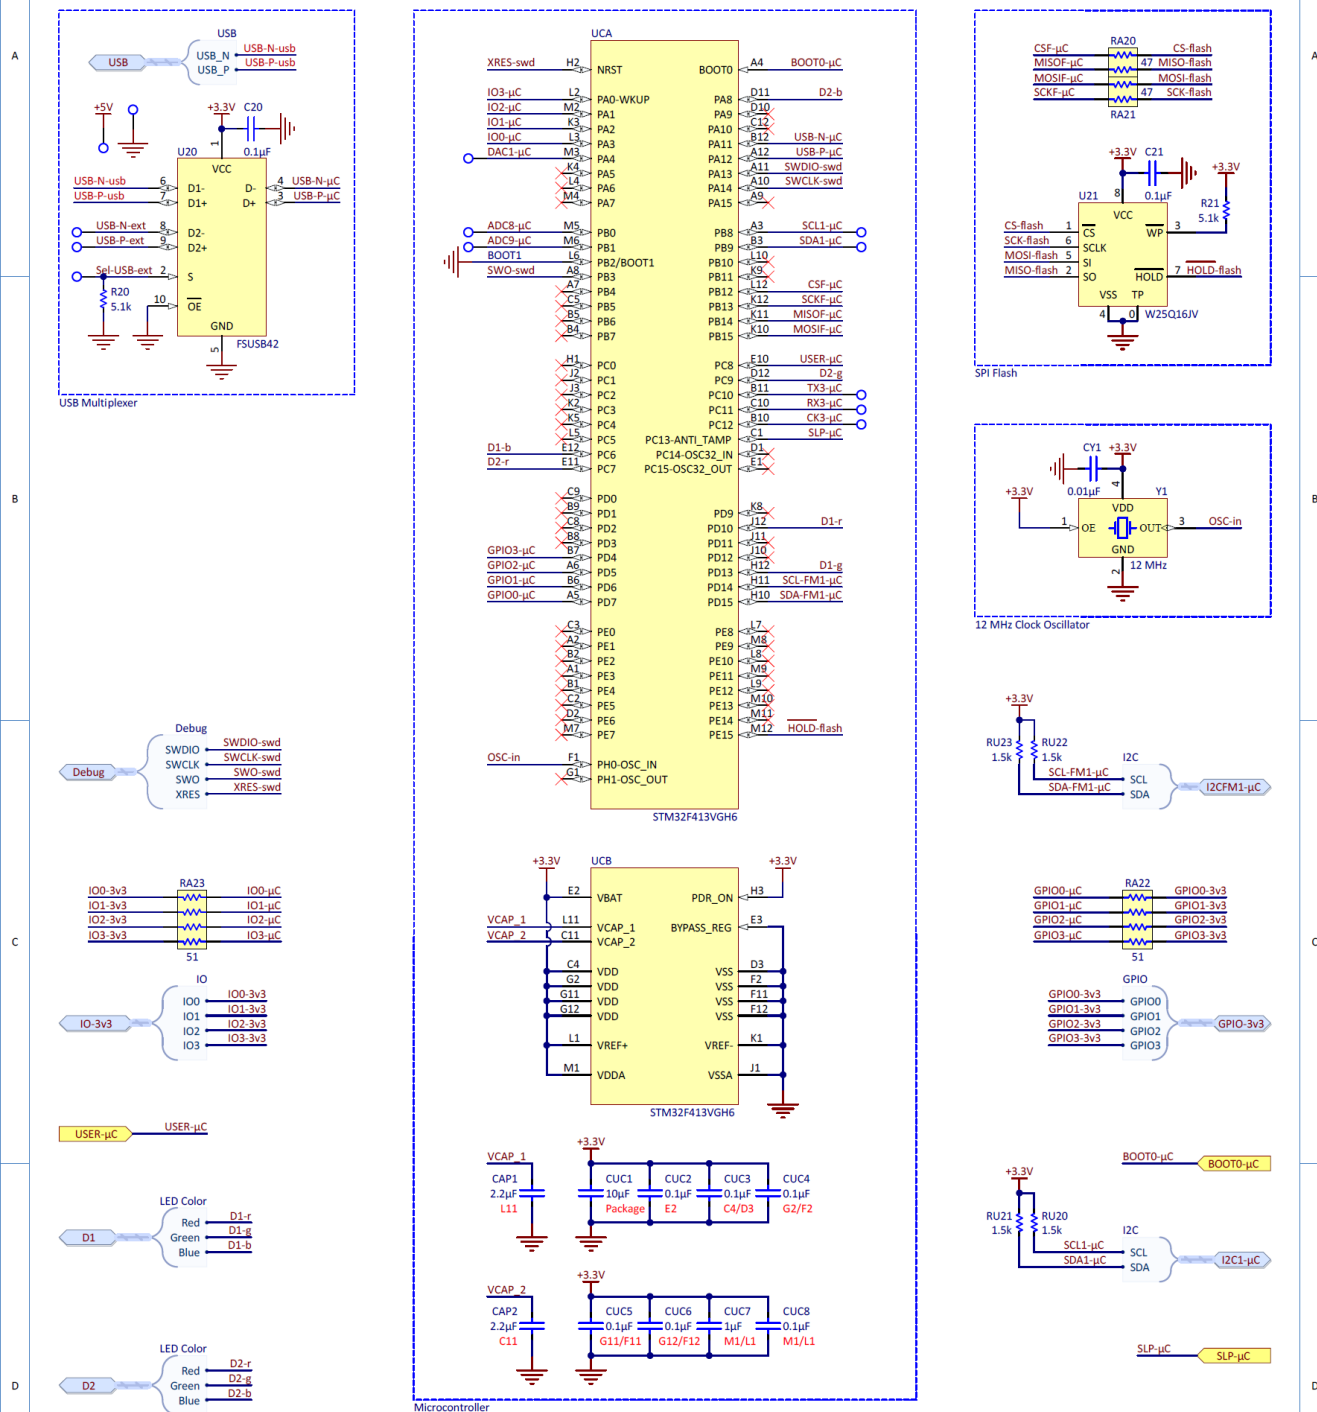 A
USB
USB
USB_N USB-N-usb
USB_P USB-P-usb
+5V
+3.3V C20
0.1µF
U20
1
VCC
USB-N-usb 6 D1- D- 4 USB-N-µC
USB-P-usb 7 D1+ D+ 3 USB-P-µC
USB-N-ext 8 D2-
USB-P-ext 9 D2+
Sel-USB-ext 2 S
R20
5.1k
10 OE
GND
5
FSUSB42
USB Multiplexer
UCA
XRES-swd H2 NRST BOOT0 A4 BOOT0-µC
IO3-µC L2 PA0-WKUP PA8 D11 D2-b
IO2-µC M2 PA1 PA9 D10
IO1-µC K3 PA2 PA10 C12
IO0-µC L3 PA3 PA11 B12 USB-N-µC
DAC1-µC M3 PA4 PA12 A12 USB-P-µC
K4 PA5 PA13 A11 SWDIO-swd
L4 PA6 PA14 A10 SWCLK-swd
M4 PA7 PA15 A9
ADC8-µC M5 PB0 PB8 A3 SCL1-µC
ADC9-µC M6 PB1 PB9 B3 SDA1-µC
BOOT1 L6 PB2/BOOT1 PB10 L10
SWO-swd A8 PB3 PB11 K9
A7 PB4 PB12 L12 CSF-µC
C5 PB5 PB13 K12 SCKF-µC
B5 PB6 PB14 K11 MISOF-µC
B4 PB7 PB15 K10 MOSIF-µC
H1 PC0 PC8 E10 USER-µC
J2 PC1 PC9 D12 D2-g
J3 PC2 PC10 B11 TX3-µC
K2 PC3 PC11 C10 RX3-µC
K5 PC4 PC12 B10 CK3-µC
L5 PC5 PC13-ANTI_TAMP C1 SLP-µC
D1-b E12 PC6 PC14-OSC32_IN D1
D2-r E11 PC7 PC15-OSC32_OUT E1
C9 PD0
B9 PD1 PD9 K8
C8 PD2 PD10 J12 D1-r
B8 PD3 PD11 J11
GPIO3-µC B7 PD4 PD12 J10
GPIO2-µC A6 PD5 PD13 H12 D1-g
GPIO1-µC B6 PD6 PD14 H11 SCL-FM1-µC
GPIO0-µC A5 PD7 PD15 H10 SDA-FM1-µC
C3 PE0 PE8 L7
A2 PE1 PE9 M8
B2 PE2 PE10 L8
A1 PE3 PE11 M9
B1 PE4 PE12 L9
C2 PE5 PE13 M10
D2 PE6 PE14 M11
M7 PE7 PE15 M12 HOLD-flash
OSC-in F1 PH0-OSC_IN
G1 PH1-OSC_OUT
STM32F413VGH6
RA20
CSF-µC CS-flash
MISOF-µC 47 MISO-flash
MOSIF-µC MOSI-flash
SCKF-µC 47 SCK-flash
RA21
A
+3.3V C21
0.1µF
+3.3V
R21
5.1k
U21
8
VCC
CS-flash 1 CS WP 3
SCK-flash 6 SCLK
MOSI-flash 5 SI
MISO-flash 2 SO HOLD 7 HOLD-flash
VSS TP
4 0 W25Q16JV
SPI Flash
B
CY1 +3.3V
0.01µF
4
Y1
+3.3V
VDD
1 OE OUT 3 OSC-in
GND
12 MHz
2
12 MHz Clock Oscillator
B
Debug
Debug
SWDIO SWDIO-swd
SWCLK SWCLK-swd
SWO SWO-swd
XRES XRES-swd
+3.3V
RU23 RU22
1.5k 1.5k
I2C
SCL-FM1-µC SCL
SDA-FM1-µC SDA
I2CFM1-µC
C
RA23
IO0-3v3 IO0-µC
IO1-3v3 IO1-µC
IO2-3v3 IO2-µC
IO3-3v3 IO3-µC
51
IO
IO-3v3
IO0 IO0-3v3
IO1 IO1-3v3
IO2 IO2-3v3
IO3 IO3-3v3
USER-µC USER-µC
+3.3V UCB +3.3V
E2 VBAT PDR_ON H3
VCAP_1 L11 VCAP_1 BYPASS_REG E3
VCAP_2 C11 VCAP_2
C4 VDD VSS D3
G2 VDD VSS F2
G11 VDD VSS F11
G12 VDD VSS F12
L1 VREF+ VREF- K1
M1 VDDA VSSA J1
STM32F413VGH6
RA22
GPIO0-µC GPIO0-3v3
GPIO1-µC GPIO1-3v3
GPIO2-µC GPIO2-3v3
GPIO3-µC GPIO3-3v3
51
GPIO
GPIO0-3v3 GPIO0
GPIO1-3v3 GPIO1
GPIO2-3v3 GPIO2
GPIO3-3v3 GPIO3
GPIO-3v3
C
LED Color
D1
Red D1-r
Green D1-g
Blue D1-b
VCAP_1
CAP1
2.2µF
L11
+3.3V
CUC1 CUC2 CUC3 CUC4
10µF 0.1µF 0.1µF 0.1µF
Package E2 C4/D3 G2/F2
VCAP_2
CAP2
2.2µF
C11
+3.3V
CUC5 CUC6 CUC7 CUC8
0.1µF 0.1µF 1µF 0.1µF
G11/F11 G12/F12 M1/L1 M1/L1
Microcontroller
BOOT0-µC BOOT0-µC
+3.3V
RU21 RU20
1.5k 1.5k
I2C
SCL1-µC SCL
SDA1-µC SDA
I2C1-µC
SLP-µC SLP-µC
D
LED Color
D2
Red D2-r
Green D2-g
Blue D2-b
D